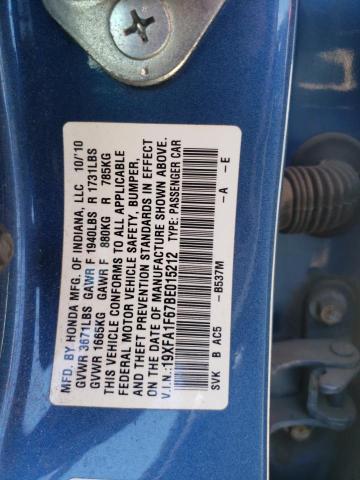 MFD. BY HONDA MFG. OF INDIANA, LLC 10/10
GVWR 3671LBS GAWR F 1940LBS R 1731LBS
GVWR 1665KG GAWR F 880KG R 785KG
THIS VEHICLE CONFORMS TO ALL APPLICABLE
FEDERAL MOTOR VEHICLE SAFETY, BUMPER,
AND THEFT PREVENTION STANDARDS IN EFFECT
ON THE DATE OF MANUFACTURE SHOWN ABOVE.
V.I.N.:19XFA1F67BE015212 TYPE: PASSENGER CAR
SVK B AC5 -B537M -A -E